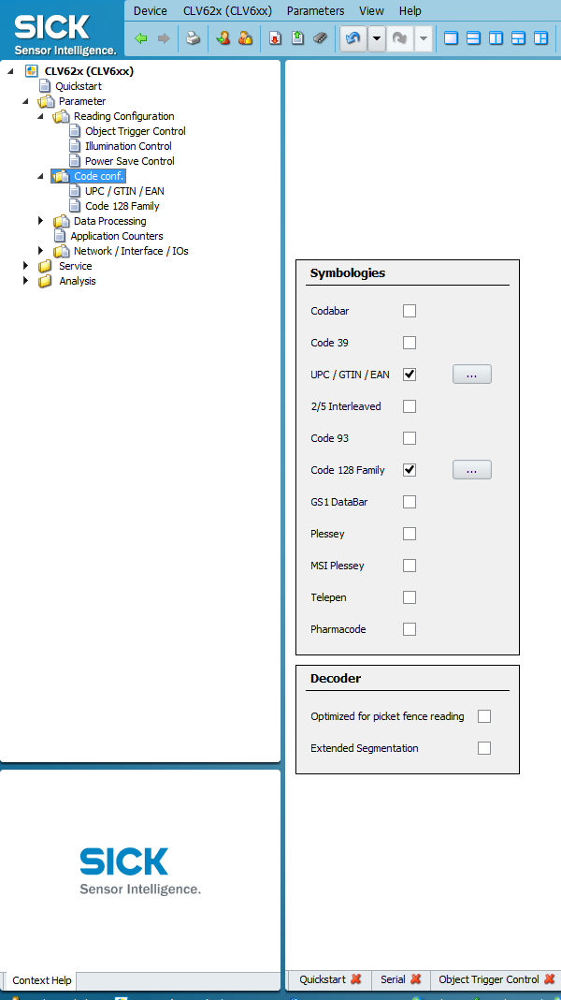 SICK
Sensor Intelligence.
Device CLV62x (CLV6xx) Parameters View Help
CLV62x (CLV6xx)
Quickstart
Parameter
Reading Configuration
Object Trigger Control
Illumination Control
Power Save Control
Code conf.
UPC / GTIN / EAN
Code 128 Family
Data Processing
Application Counters
Network / Interface / IOs
Service
Analysis
Symbologies
Codabar
Code 39
UPC / GTIN / EAN ...
2/5 Interleaved
Code 93
Code 128 Family ...
GS1 DataBar
Plessey
MSI Plessey
Telepen
Pharmacode
Decoder
Optimized for picket fence reading
Extended Segmentation
SICK
Sensor Intelligence.
Context Help
Quickstart Serial Object Trigger Control